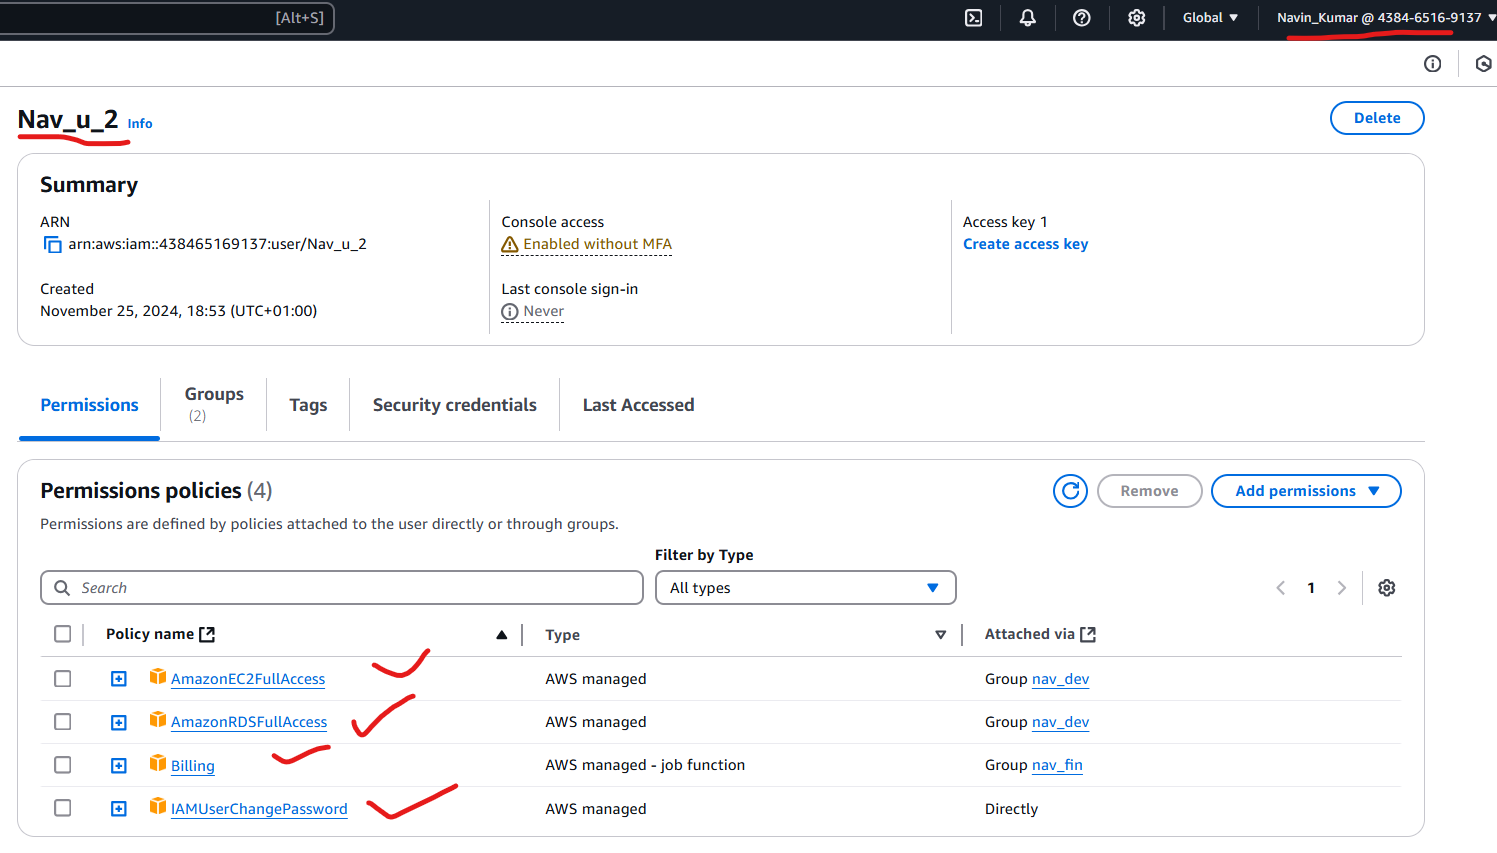 [Alt+S] Global Navin_Kumar @ 4384-6516-9137
Nav_u_2 Info Delete
Summary
ARN
arn:aws:iam::438465169137:user/Nav_u_2
Created
November 25, 2024, 18:53 (UTC+01:00)
Console access
Enabled without MFA
Last console sign-in
Never
Access key 1
Create access key
Permissions
Groups
(2)
Tags
Security credentials
Last Accessed
Permissions policies (4)
Remove
Add permissions
Permissions are defined by policies attached to the user directly or through groups.
Filter by Type
Search
All types
1
Policy name Type Attached via
AmazonEC2FullAccess AWS managed Group nav_dev
AmazonRDSFullAccess AWS managed Group nav_dev
Billing AWS managed - job function Group nav_fin
IAMUserChangePassword AWS managed Directly